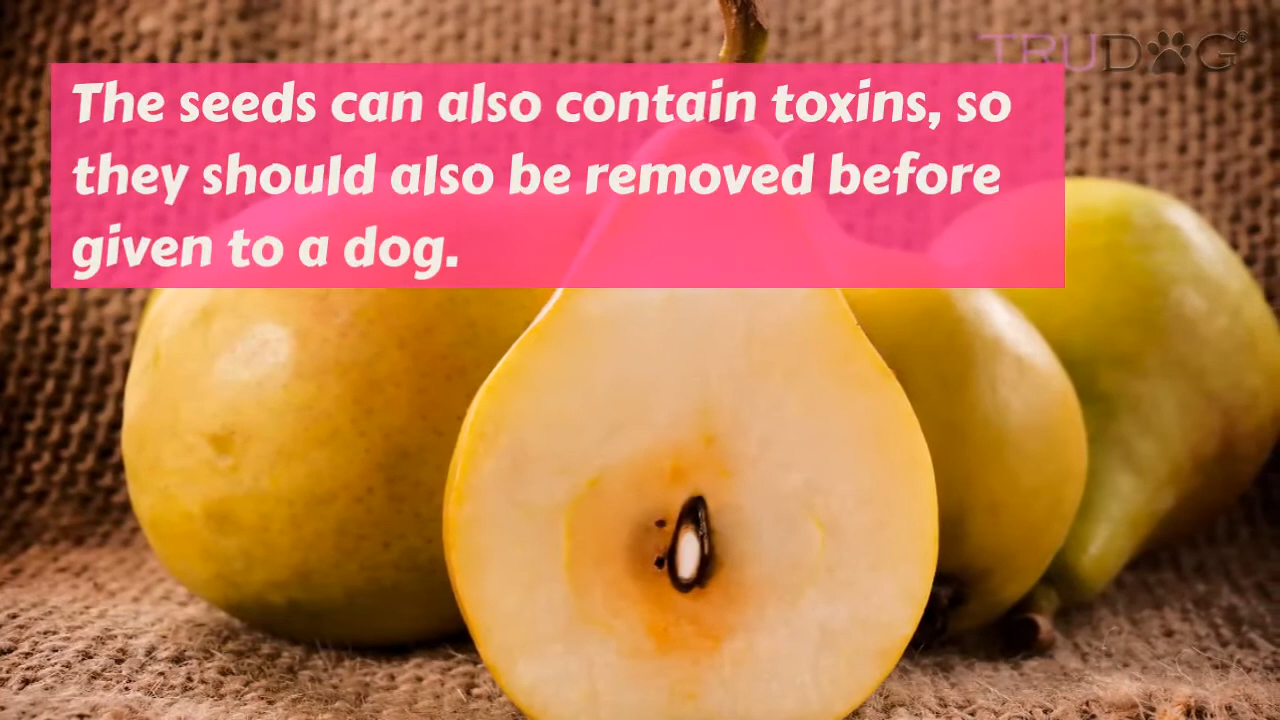 TRUDOG®
The seeds can also contain toxins, so
they should also be removed before
given to a dog.